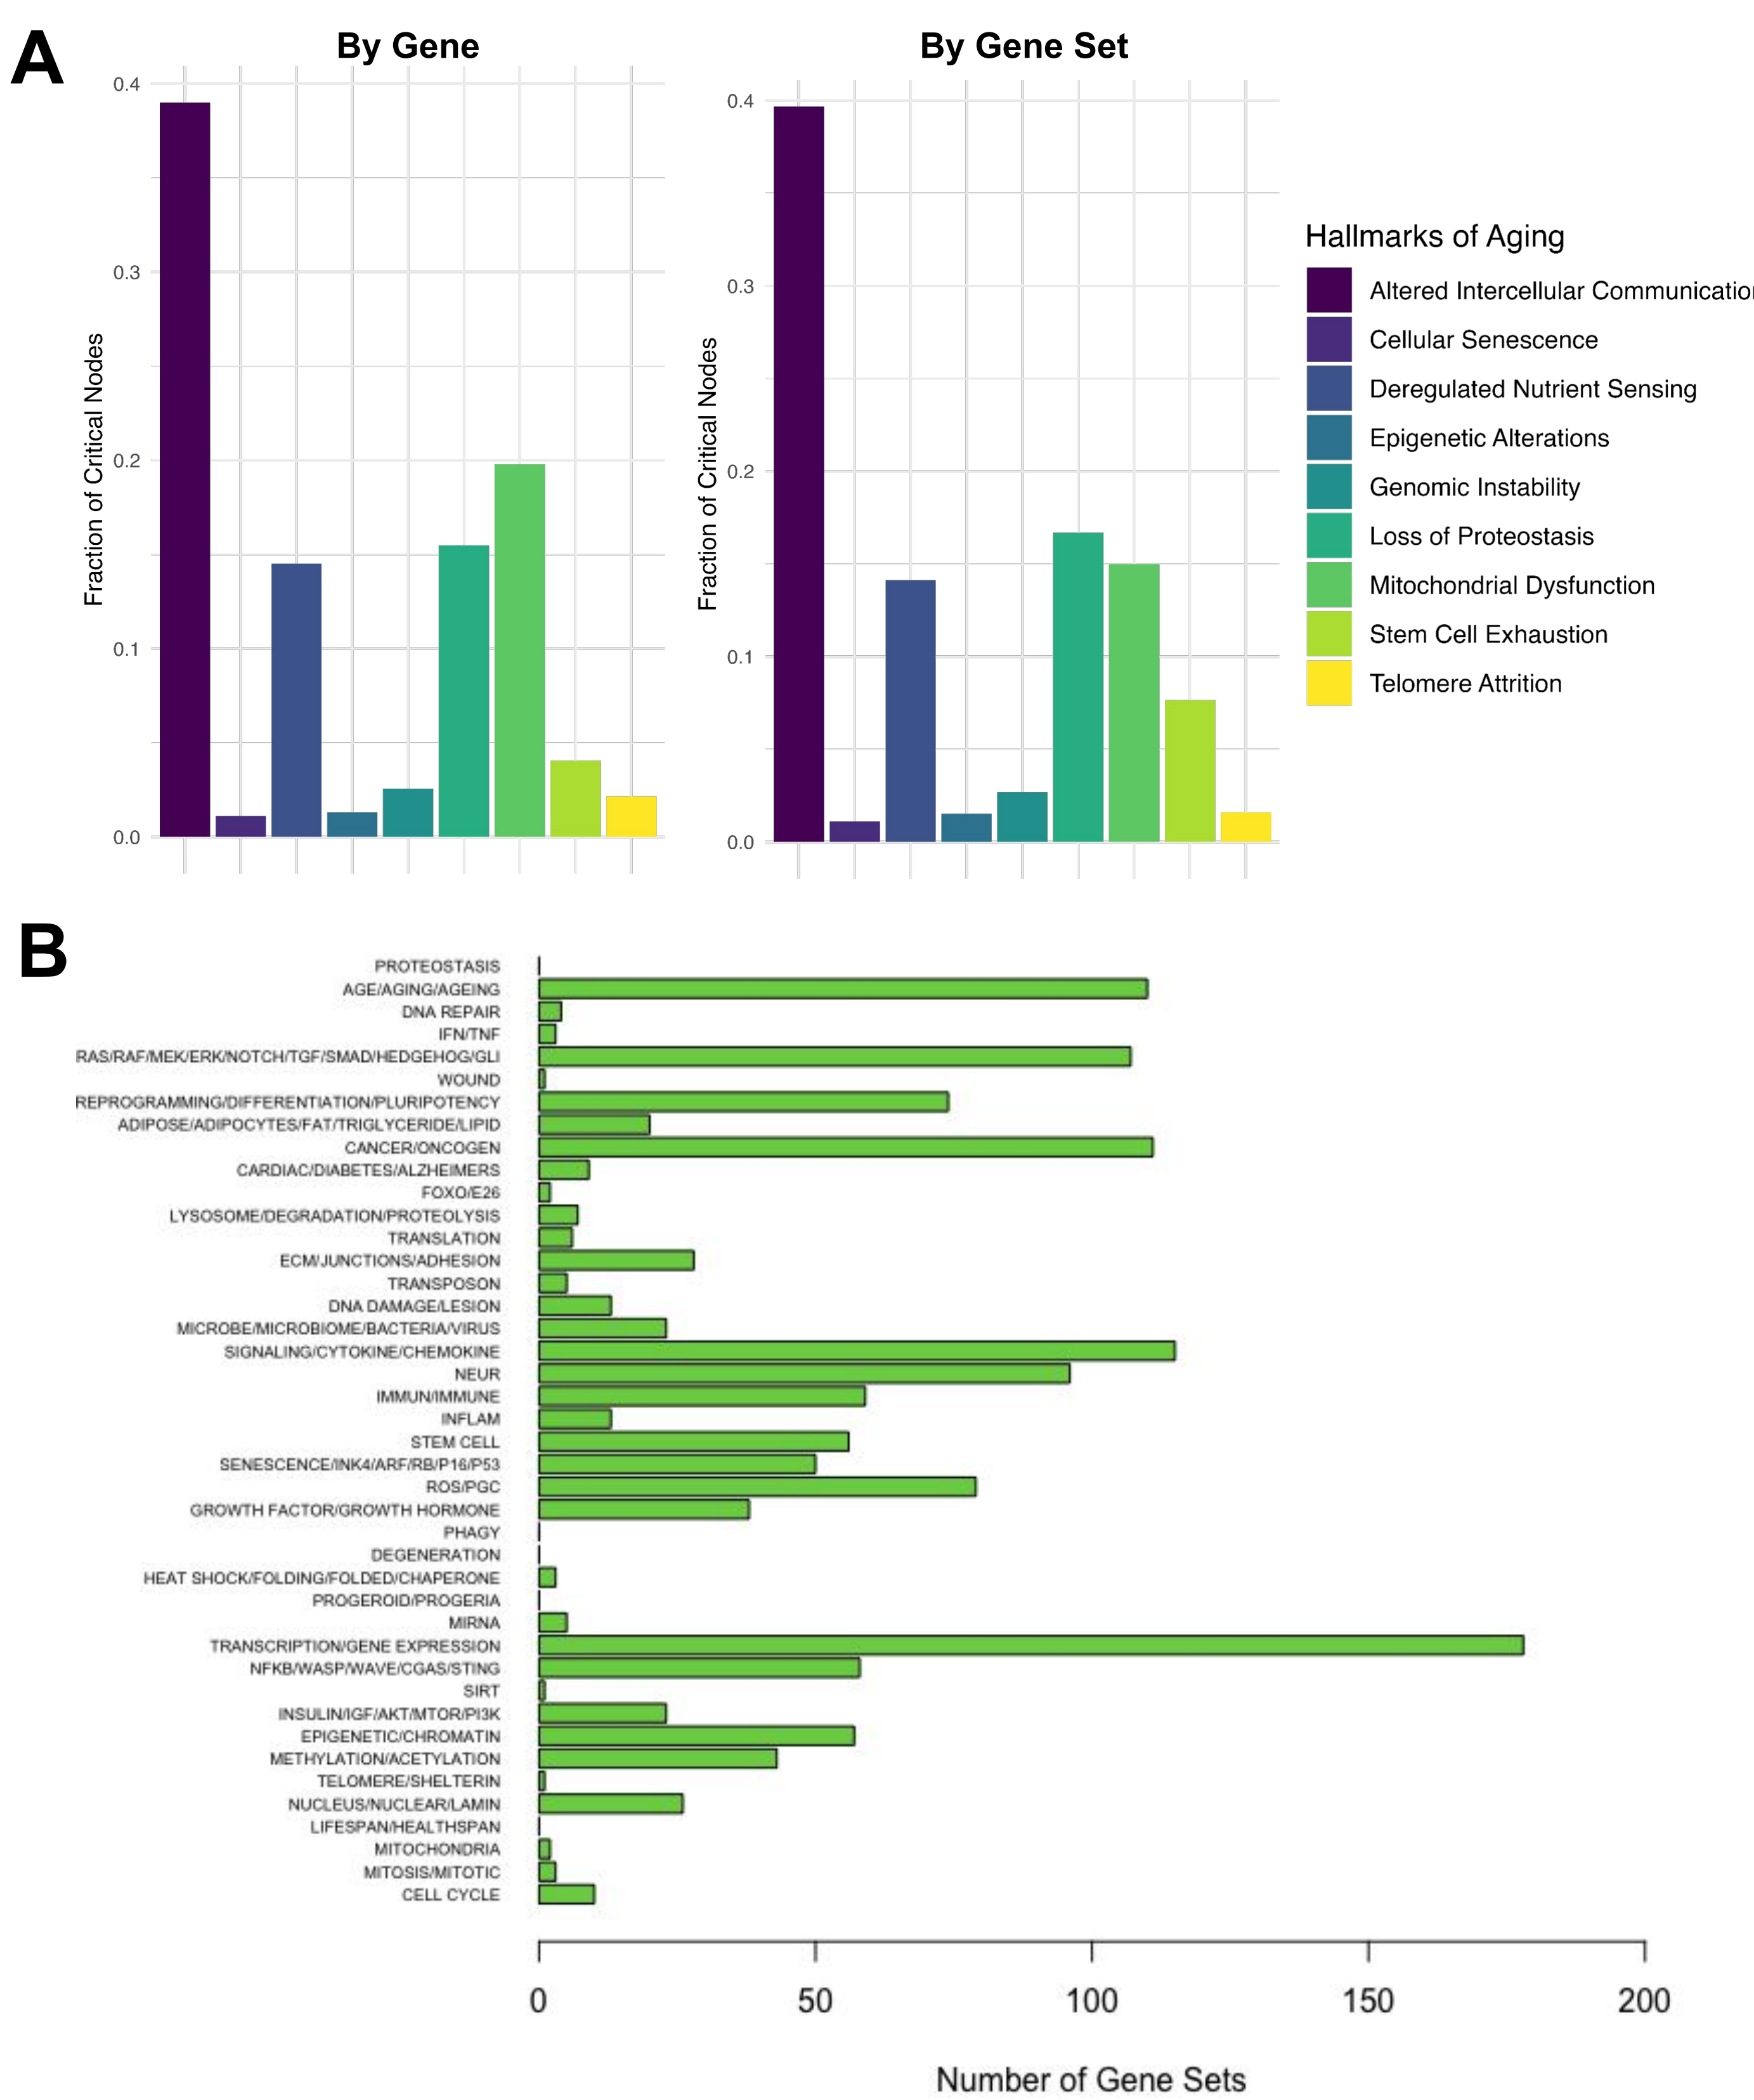 A
By Gene
By Gene Set
0.4
0.3
0.2
0.1
0.0
Fraction of Critical Nodes
0.4
0.3
0.2
0.1
0.0
Fraction of Critical Nodes
Hallmarks of Aging
Altered Intercellular Communication
Cellular Senescence
Deregulated Nutrient Sensing
Epigenetic Alterations
Genomic Instability
Loss of Proteostasis
Mitochondrial Dysfunction
Stem Cell Exhaustion
Telomere Attrition
B
PROTEOSTASIS
AGE/AGING/AGEING
DNA REPAIR
IFN/TNF
RAS/RAF/MEK/ERK/NOTCH/TGF/SMAD/HEDGEHOG/GLI
WOUND
REPROGRAMMING/DIFFERENTIATION/PLURIPOTENCY
ADIPOSE/ADIPOCYTES/FAT/TRIGLYCERIDE/LIPID
CANCER/ONCOGEN
CARDIAC/DIABETES/ALZHEIMERS
FOXO/E26
LYSOSOME/DEGRADATION/PROTEOLYSIS
TRANSLATION
ECM/JUNCTIONS/ADHESION
TRANSPOSON
DNA DAMAGE/LESION
MICROBE/MICROBIOME/BACTERIA/VIRUS
SIGNALING/CYTOKINE/CHEMOKINE
NEUR
IMMUN/IMMUNE
INFLAM
STEM CELL
SENESCENCE/INK4/ARF/RB/P16/P53
ROS/PGC
GROWTH FACTOR/GROWTH HORMONE
PHAGY
DEGENERATION
HEAT SHOCK/FOLDING/FOLDED/CHAPERONE
PROGEROID/PROGERIA
MIRNA
TRANSCRIPTION/GENE EXPRESSION
NFKB/WASP/WAVE/CGAS/STING
SIRT
INSULIN/IGF/AKT/MTOR/PI3K
EPIGENETIC/CHROMATIN
METHYLATION/ACETYLATION
TELOMERE/SHELTERIN
NUCLEUS/NUCLEAR/LAMIN
LIFESPAN/HEALTHSPAN
MITOCHONDRIA
MITOSIS/MITOTIC
CELL CYCLE
0 50 100 150 200
Number of Gene Sets